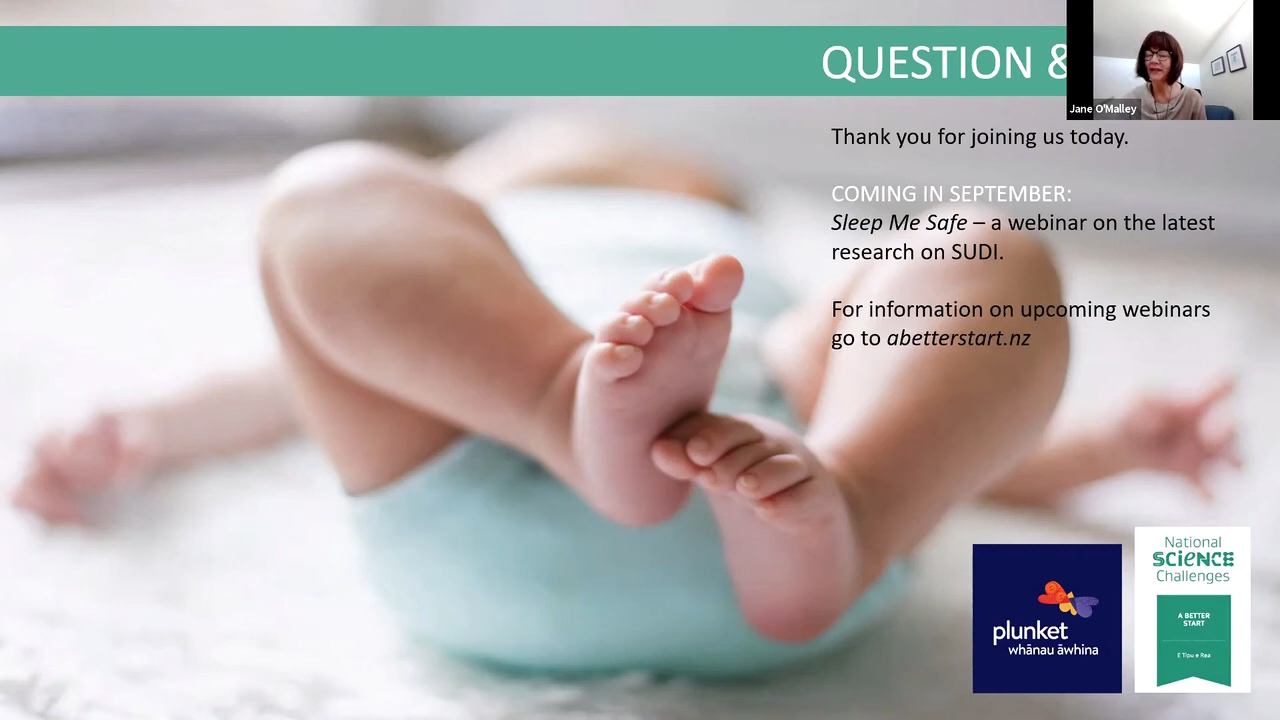 QUESTION &
Jane O'Malley
Thank you for joining us today.
COMING IN SEPTEMBER:
Sleep Me Safe – a webinar on the latest
research on SUDI.
For information on upcoming webinars
go to abetterstart.nz
plunket
whānau āwhina
National
SCIENCE
Challenges
A BETTER
START
E Tipu e Rea